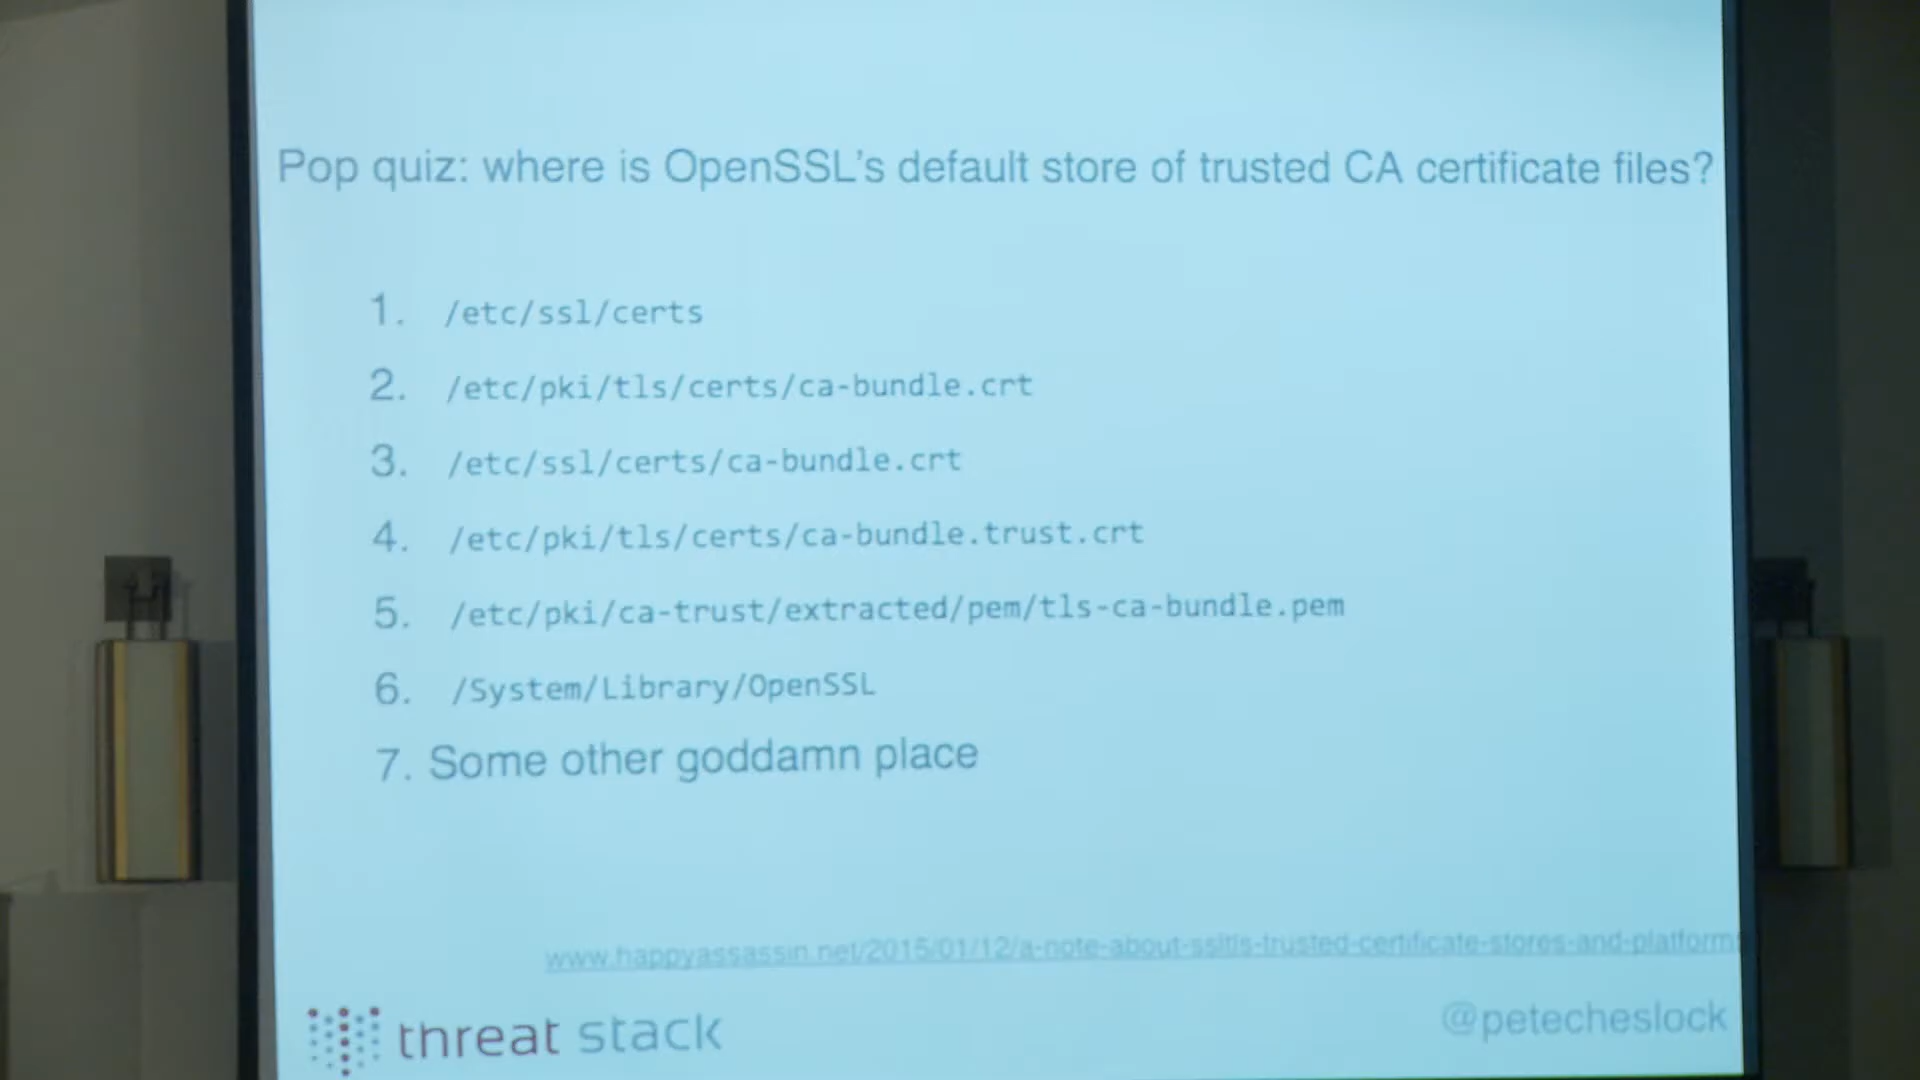 Pop quiz: where is OpenSSL's default store of trusted CA certificate files?
1. /etc/ssl/certs
2. /etc/pki/tls/certs/ca-bundle.crt
3. /etc/ssl/certs/ca-bundle.crt
4. /etc/pki/tls/certs/ca-bundle.trust.crt
5. /etc/pki/ca-trust/extracted/pem/tls-ca-bundle.pem
6. /System/Library/OpenSSL
7. Some other goddamn place
www.happyassassin.net/2015/01/12/a-note-about-ssltls-trusted-certificate-stores-and-platforms
threat stack
@petecheslock